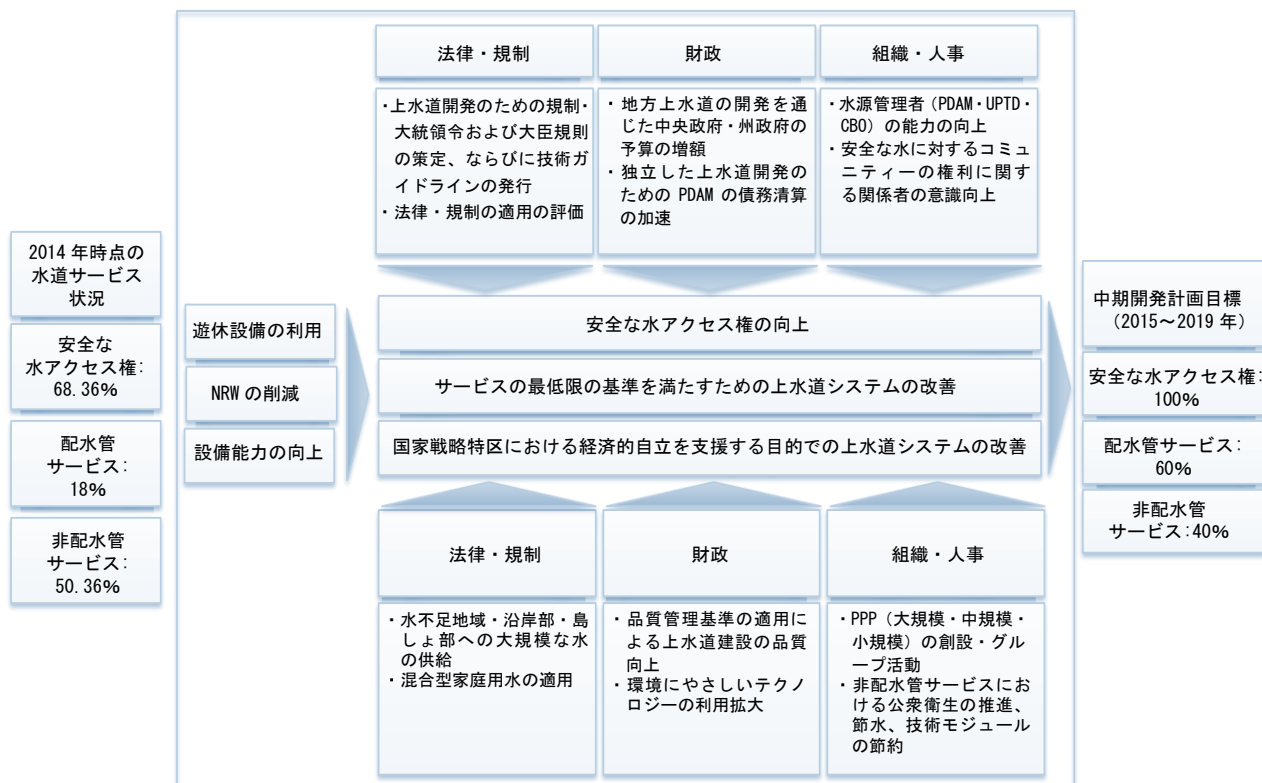 2014 年時点の
水道サービス
状況
安全な
水アクセス権:
68.36%
配水管
サービス:
18%
非配水管
サービス:
50.36%
遊休設備の利用
NRW の削減
設備能力の向上
法律・規制
・上水道開発のための規制・
大統領令および大臣規則
の策定、ならびに技術ガ
イドラインの発行
・ 法律・規制の適用の評価
財政
・ 地方上水道の開発を通
じた中央政府・州政府の
予算の増額
・ 独立した上水道開発の
ための PDAM の債務清算
の加速
組織・人事
・水源管理者（PDAM・UPTD・
CBO）の能力の向上
・ 安全な水に対するコミュ
ニティーの権利に関す
る関係者の意識向上
安全な水アクセス権の向上
サービスの最低限の基準を満たすための上水道システムの改善
国家戦略特区における経済的自立を支援する目的での上水道システムの改善
法律・規制
・ 水不足地域・沿岸部・島
しょ部への大規模な水
の供給
・ 混合型家庭用水の適用
財政
・ 品質管理基準の適用に
よる上水道建設の品質
向上
・ 環境にやさしいテクノ
ロジーの利用拡大
組織・人事
・PPP（大規模・中規模・
小規模）の創設・グル
ープ活動
・ 非配水管サービスにお
ける公衆衛生の推進、
節水、技術モジュール
の節約
中期開発計画目標
（2015～2019 年）
安全な水アクセス権:
100%
配水管サービス:
60%
非配水管
サービス:40%